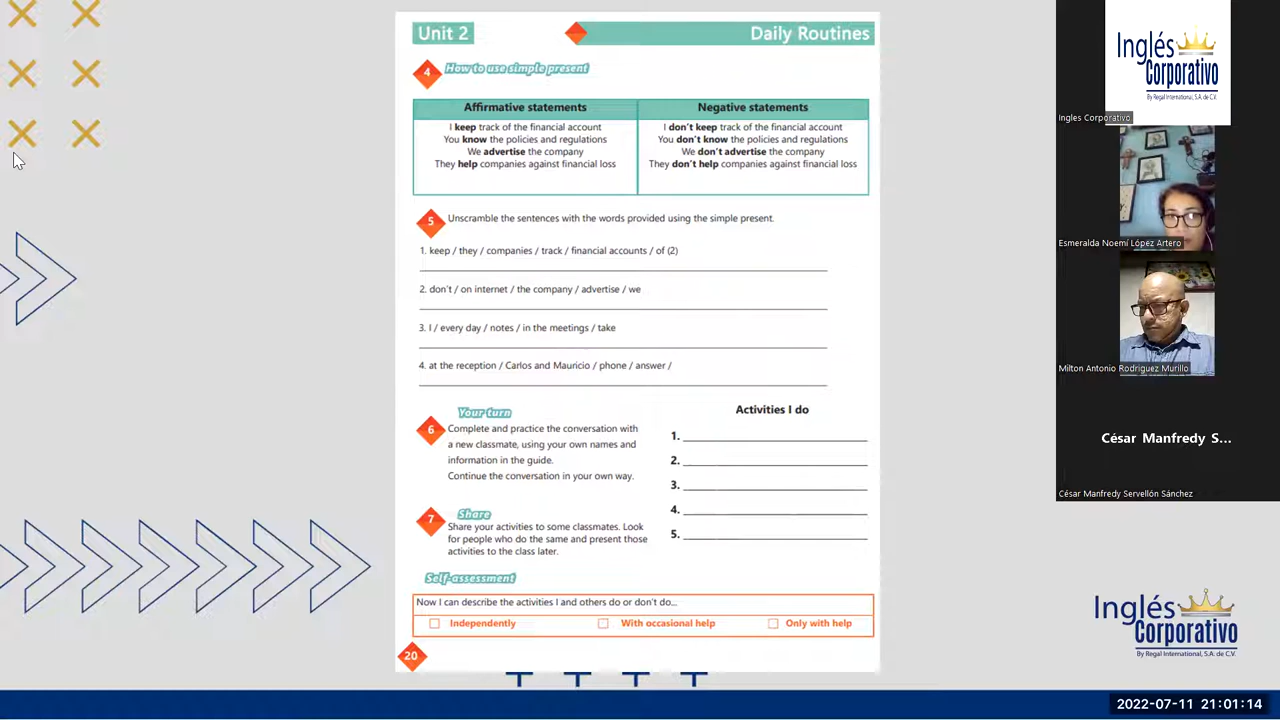 Unit 2
Daily Routines
4
How to use simple present
Affirmative statements
Negative statements
I keep track of the financial account
You know the policies and regulations
We advertise the company
They help companies against financial loss
I don't keep track of the financial account
You don't know the policies and regulations
We don't advertise the company
They don't help companies against financial loss
5
Unscramble the sentences with the words provided using the simple present.
1. keep / they / companies / track / financial accounts / of (2)
2. don't / on internet / the company / advertise / we
3. I / every day / notes / in the meetings / take
4. at the reception / Carlos and Mauricio / phone / answer /
6
Your turn
Complete and practice the conversation with
a new classmate, using your own names and
information in the guide.
Continue the conversation in your own way.
Activities I do
1.
2.
3.
4.
5.
7
Share
Share your activities to some classmates. Look
for people who do the same and present those
activities to the class later.
Self-assessment
Now I can describe the activities I and others do or don't do...
Independently
With occasional help
Only with help
20
Inglés
Corporativo
By Regal International, S.A. de C.V.
Ingles Corporativo
Esmeralda Noemí López Artero
Milton Antonio Rodriguez Murillo
César Manfredy S...
César Manfredy Servellón Sánchez
Inglés
Corporativo
By Regal International, S.A. de C.V.
2022-07-11 21:01:14